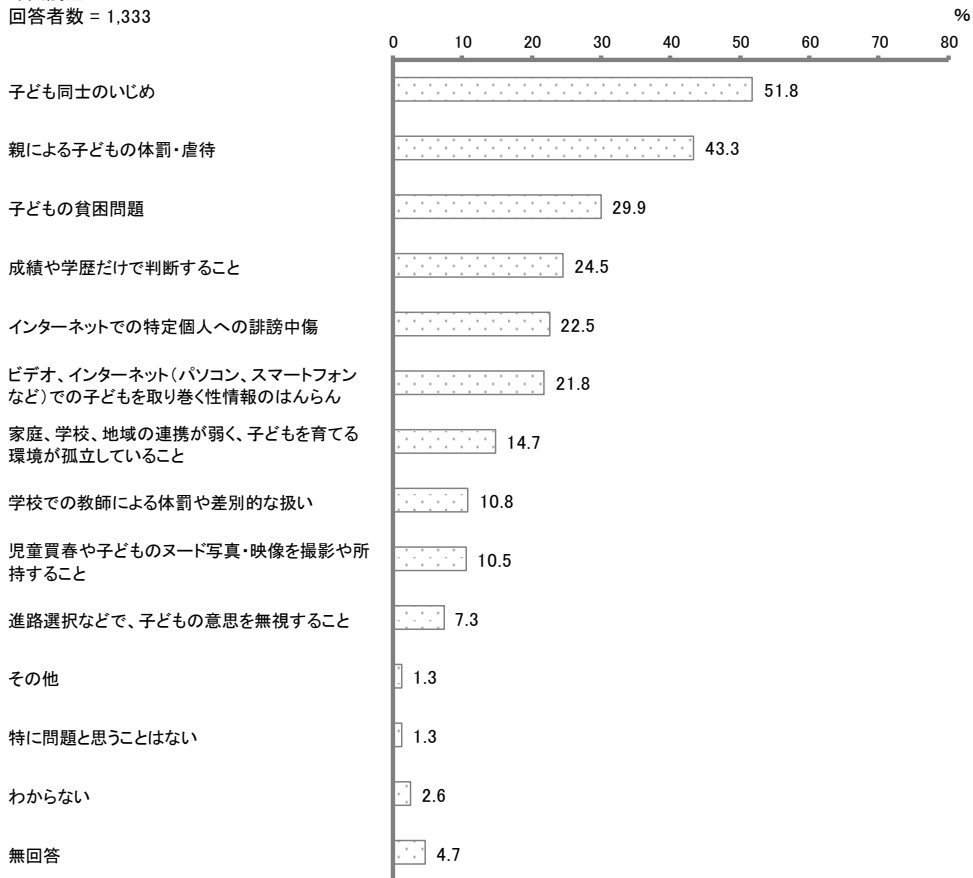 回答者数 = 1,333
%
0 10 20 30 40 50 60 70 80
子ども同士のいじめ 51.8
親による子どもの体罰・虐待 43.3
子どもの貧困問題 29.9
成績や学歴だけで判断すること 24.5
インターネットでの特定個人への誹謗中傷 22.5
ビデオ、インターネット（パソコン、スマートフォン
など）での子どもを取り巻く性情報のはんらん 21.8
家庭、学校、地域の連携が弱く、子どもを育てる
環境が孤立していること 14.7
学校での教師による体罰や差別的な扱い 10.8
児童買春や子どものヌード写真・映像を撮影や所
持すること 10.5
進路選択などで、子どもの意思を無視すること 7.3
その他 1.3
特に問題と思うことはない 1.3
わからない 2.6
無回答 4.7